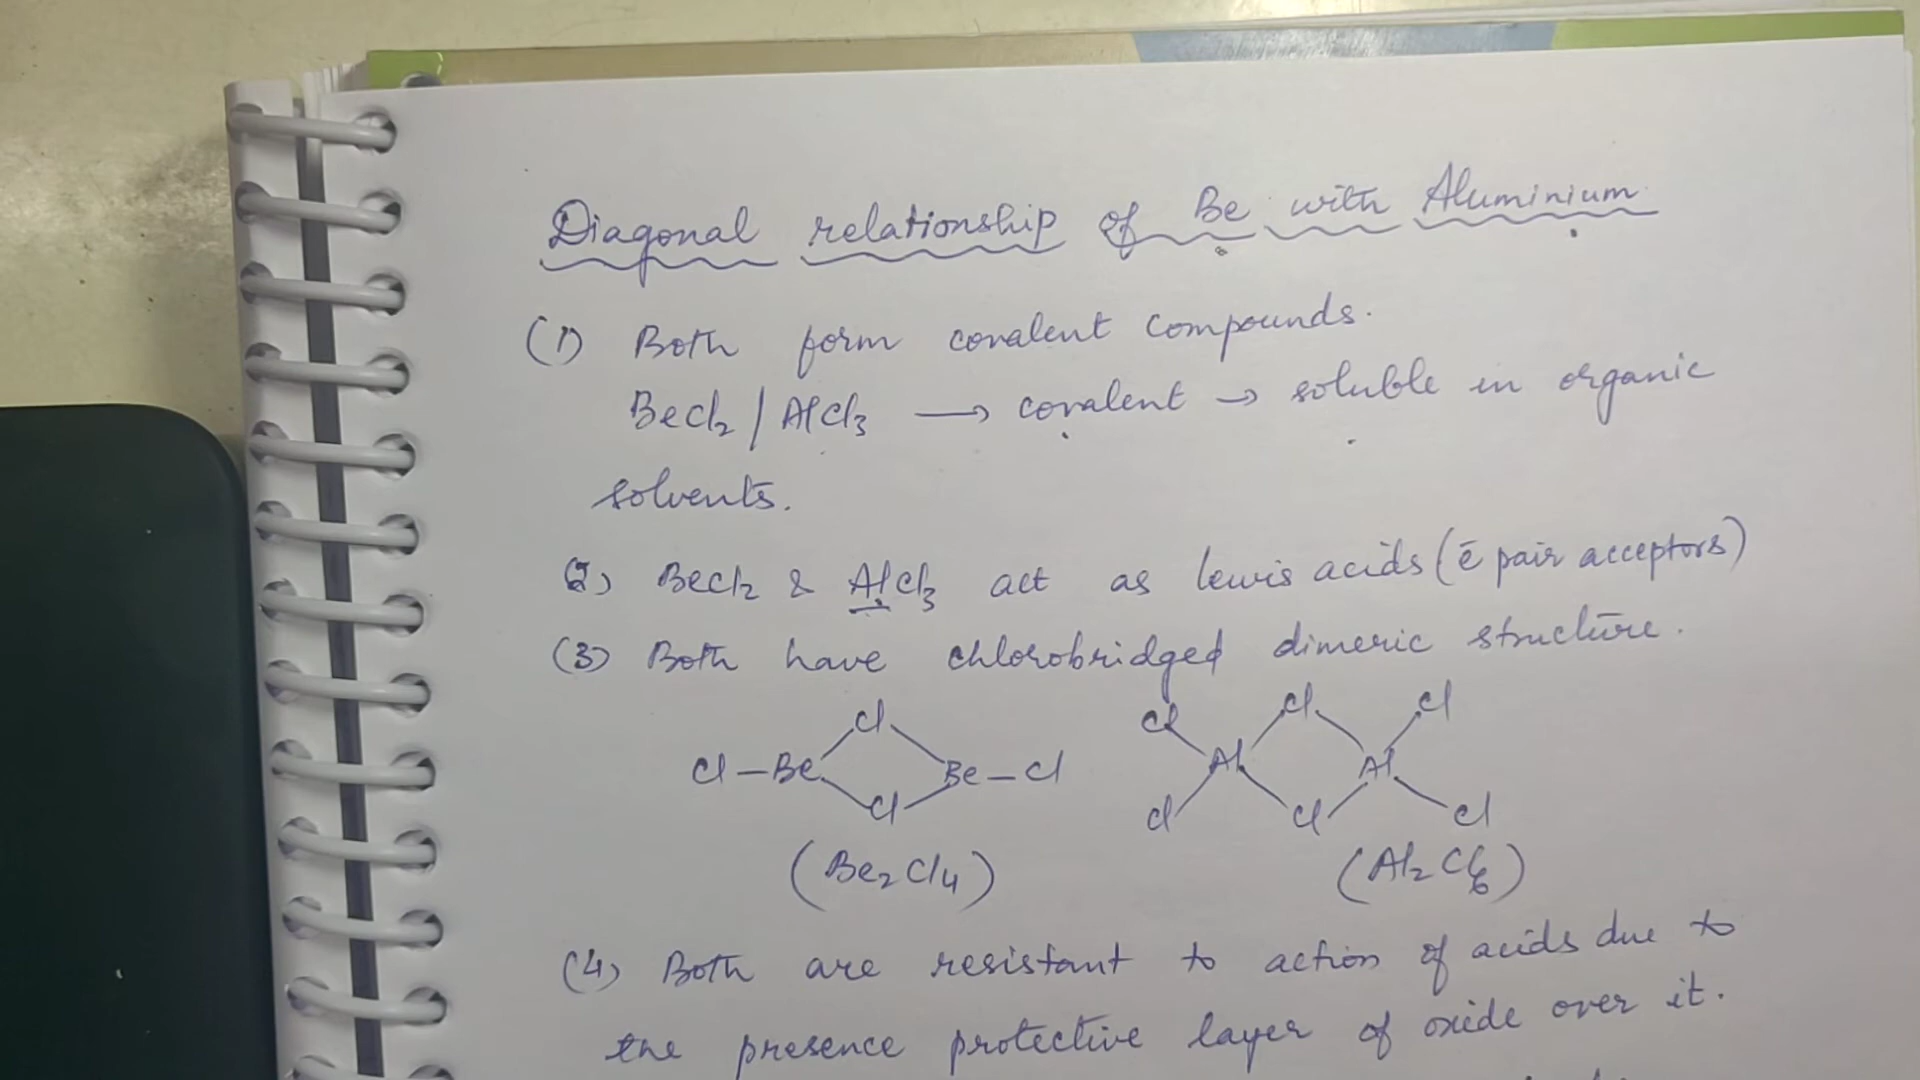 Diagonal relationship of Be with Aluminium
(1) Both form covalent compounds.
BeCl₂ / AlCl₃ → covalent → soluble in organic
solvents.
(2) BeCl₂ & AlCl₃ act as lewis acids (ē pair acceptors)
(3) Both have chlorobridged dimeric structure.
Cl Cl Cl Cl
Cl – Be Be – Cl Al Al
Cl Cl Cl Cl
(Be₂Cl₄) (Al₂Cl₆)
(4) Both are resistant to action of acids due to
the presence protective layer of oxide over it.